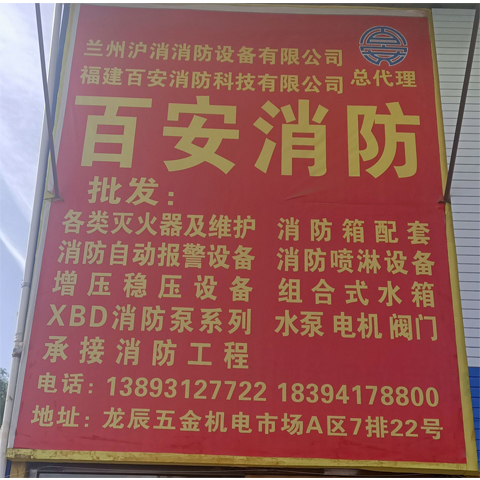 兰州沪消消防设备有限公司
福建百安消防科技有限公司 总代理
百安消防
批发：
各类灭火器及维护 消防箱配套
消防自动报警设备 消防喷淋设备
增压稳压设备 组合式水箱
XBD消防泵系列 水泵电机阀门
承接消防工程
电话：13893127722 18394178800
地址：龙辰五金机电市场A区7排22号